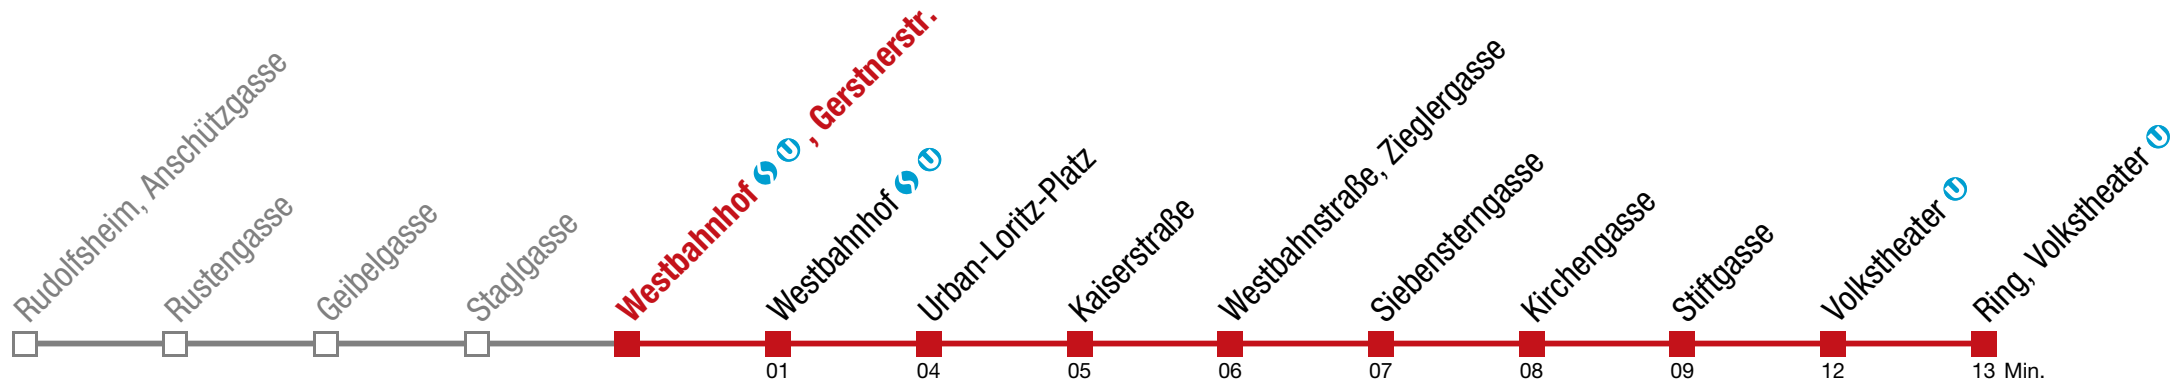 Rudolfsheim, Anschützgasse
Rustengasse
Geibelgasse
Staglgasse
Westbahnhof S U , Gerstnerstr.
Westbahnhof S U
Urban-Loritz-Platz
Kaiserstraße
Westbahnstraße, Zieglergasse
Siebensterngasse
Kirchengasse
Stiftgasse
Volkstheater U
Ring, Volkstheater U
01 04 05 06 07 08 09 12 13 Min.